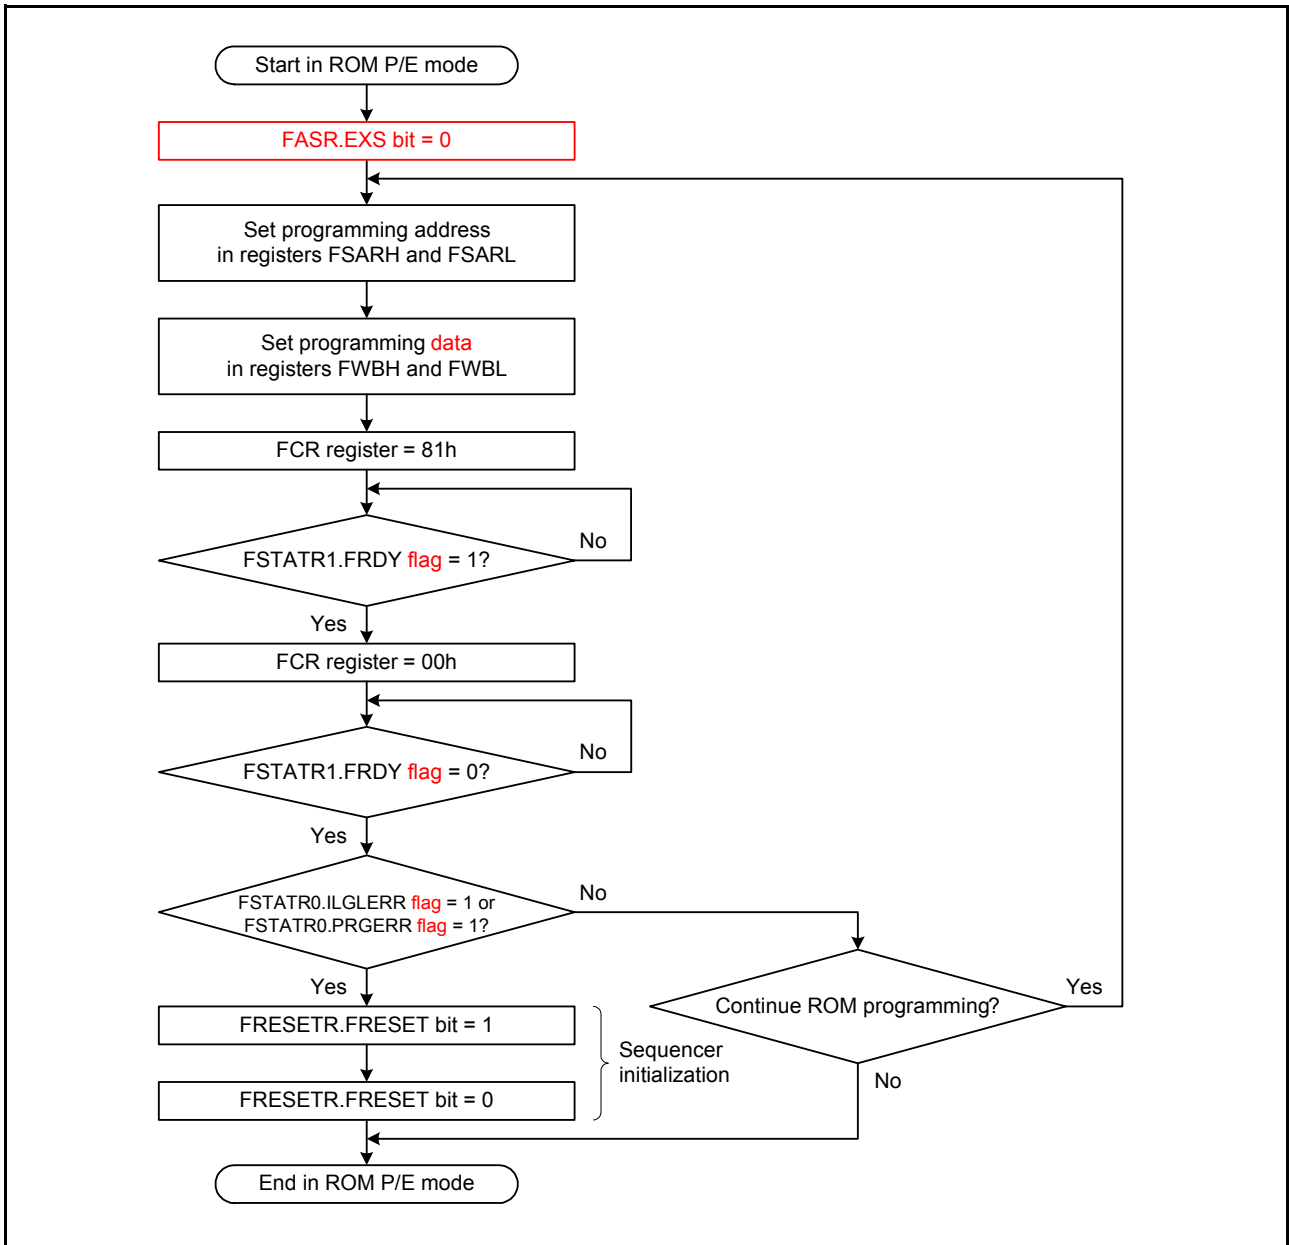 Start in ROM P/E mode
FASR.EXS bit = 0
Set programming address
in registers FSARH and FSARL
Set programming data
in registers FWBH and FWBL
FCR register = 81h
FSTATR1.FRDY flag = 1?
No
Yes
FCR register = 00h
FSTATR1.FRDY flag = 0?
No
Yes
FSTATR0.ILGLERR flag = 1 or
FSTATR0.PRGERR flag = 1?
No
Yes
Continue ROM programming?
Yes
No
FRESETR.FRESET bit = 1
Sequencer
initialization
FRESETR.FRESET bit = 0
End in ROM P/E mode